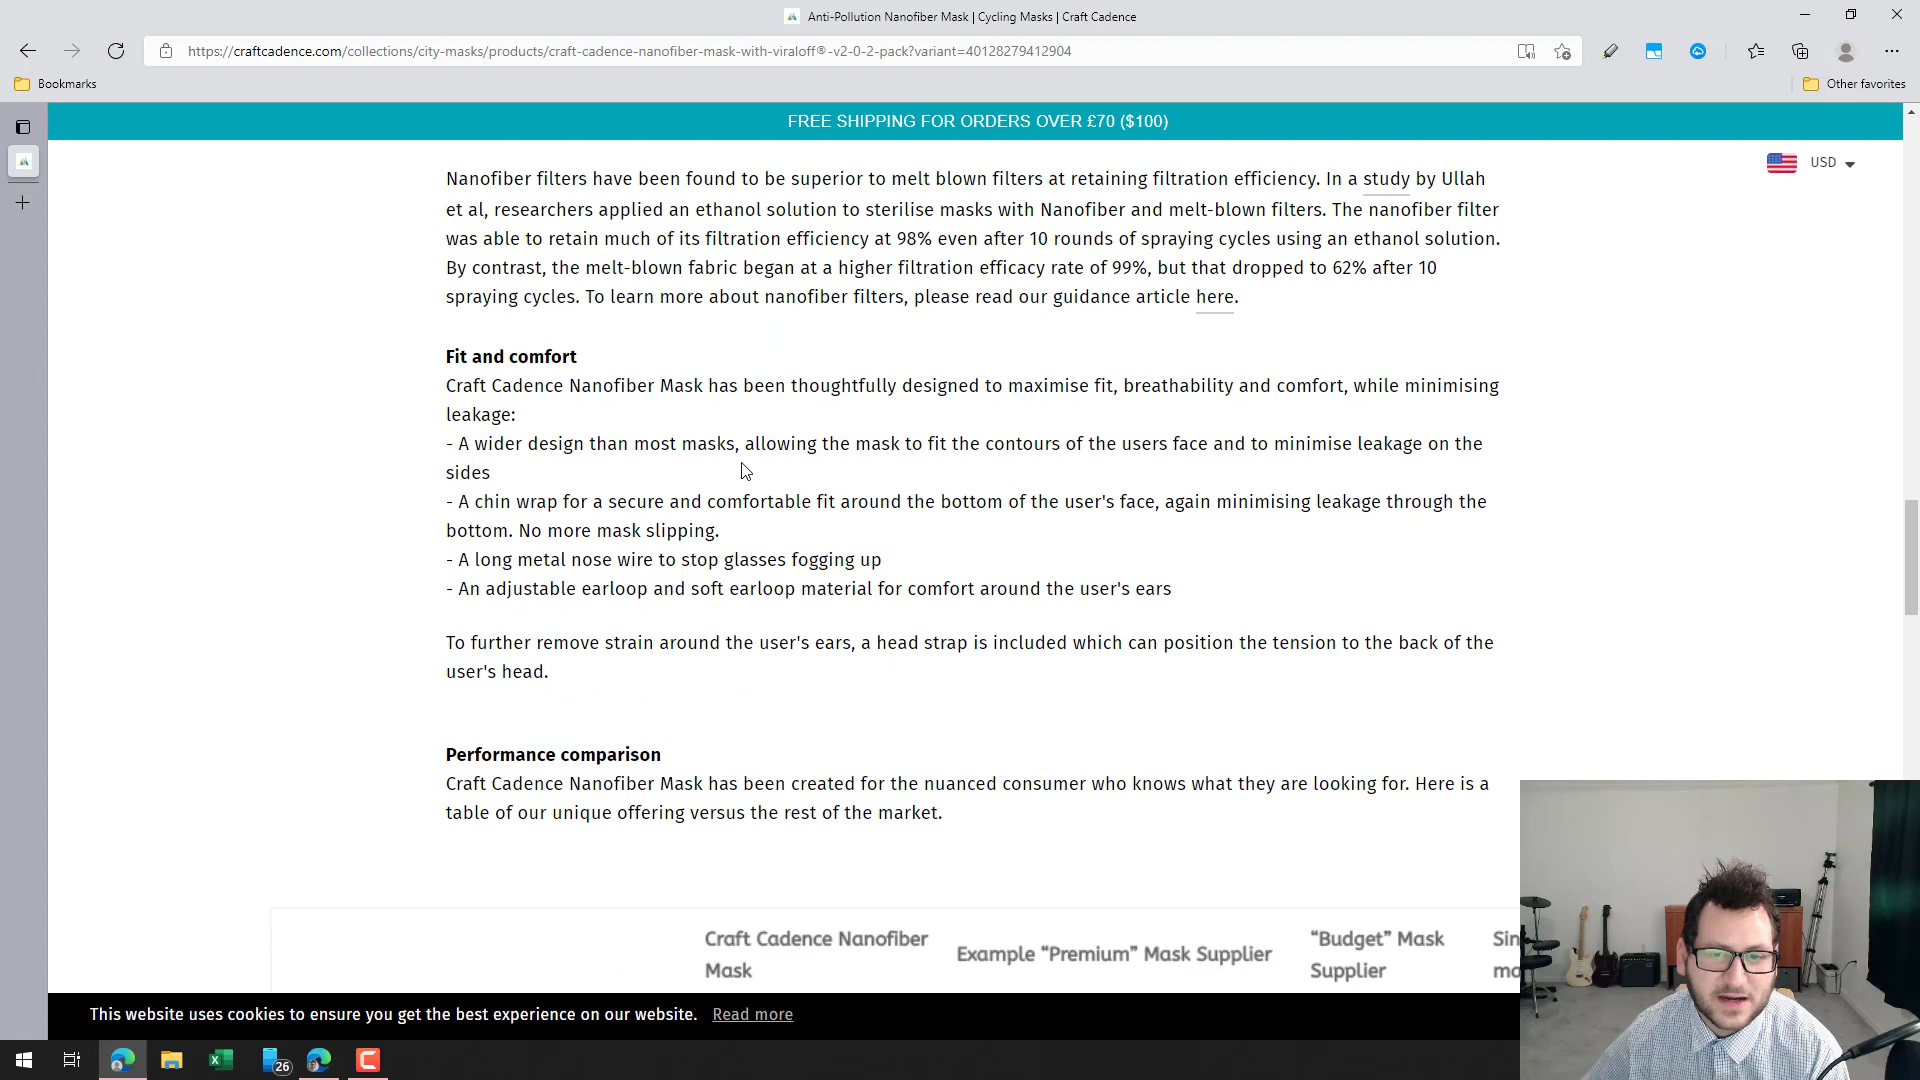 Anti-Pollution Nanofiber Mask | Cycling Masks | Craft Cadence
https://craftcadence.com/collections/city-masks/products/craft-cadence-nanofiber-mask-with-viraloff®-v2-0-2-pack?variant=40128279412904
Bookmarks
Other favorites
FREE SHIPPING FOR ORDERS OVER £70 ($100)
USD
Nanofiber filters have been found to be superior to melt blown filters at retaining filtration efficiency. In a study by Ullah
et al, researchers applied an ethanol solution to sterilise masks with Nanofiber and melt-blown filters. The nanofiber filter
was able to retain much of its filtration efficiency at 98% even after 10 rounds of spraying cycles using an ethanol solution.
By contrast, the melt-blown fabric began at a higher filtration efficacy rate of 99%, but that dropped to 62% after 10
spraying cycles. To learn more about nanofiber filters, please read our guidance article here.
Fit and comfort
Craft Cadence Nanofiber Mask has been thoughtfully designed to maximise fit, breathability and comfort, while minimising
leakage:
- A wider design than most masks, allowing the mask to fit the contours of the users face and to minimise leakage on the
sides
- A chin wrap for a secure and comfortable fit around the bottom of the user's face, again minimising leakage through the
bottom. No more mask slipping.
- A long metal nose wire to stop glasses fogging up
- An adjustable earloop and soft earloop material for comfort around the user's ears
To further remove strain around the user's ears, a head strap is included which can position the tension to the back of the
user's head.
Performance comparison
Craft Cadence Nanofiber Mask has been created for the nuanced consumer who knows what they are looking for. Here is a
table of our unique offering versus the rest of the market.
Craft Cadence Nanofiber
Mask
Example “Premium” Mask Supplier
“Budget” Mask
Supplier
This website uses cookies to ensure you get the best experience on our website. Read more
26